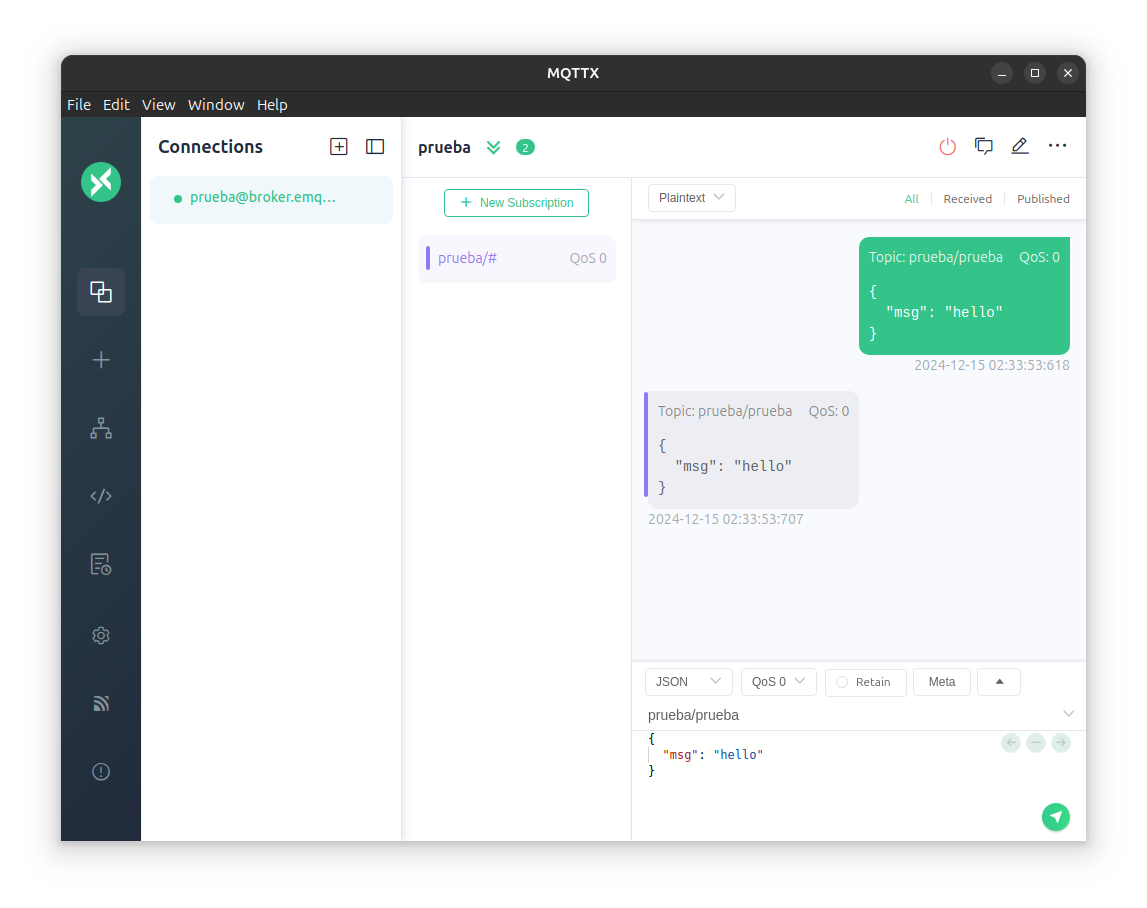 MQTTX
File Edit View Window Help
Connections
prueba@broker.emq...
prueba 2
+ New Subscription
prueba/# QoS 0
Plaintext All Received Published
Topic: prueba/prueba QoS: 0
{
"msg": "hello"
}
2024-12-15 02:33:53:618
Topic: prueba/prueba QoS: 0
{
"msg": "hello"
}
2024-12-15 02:33:53:707
JSON QoS 0 Retain Meta
prueba/prueba
{
"msg": "hello"
}